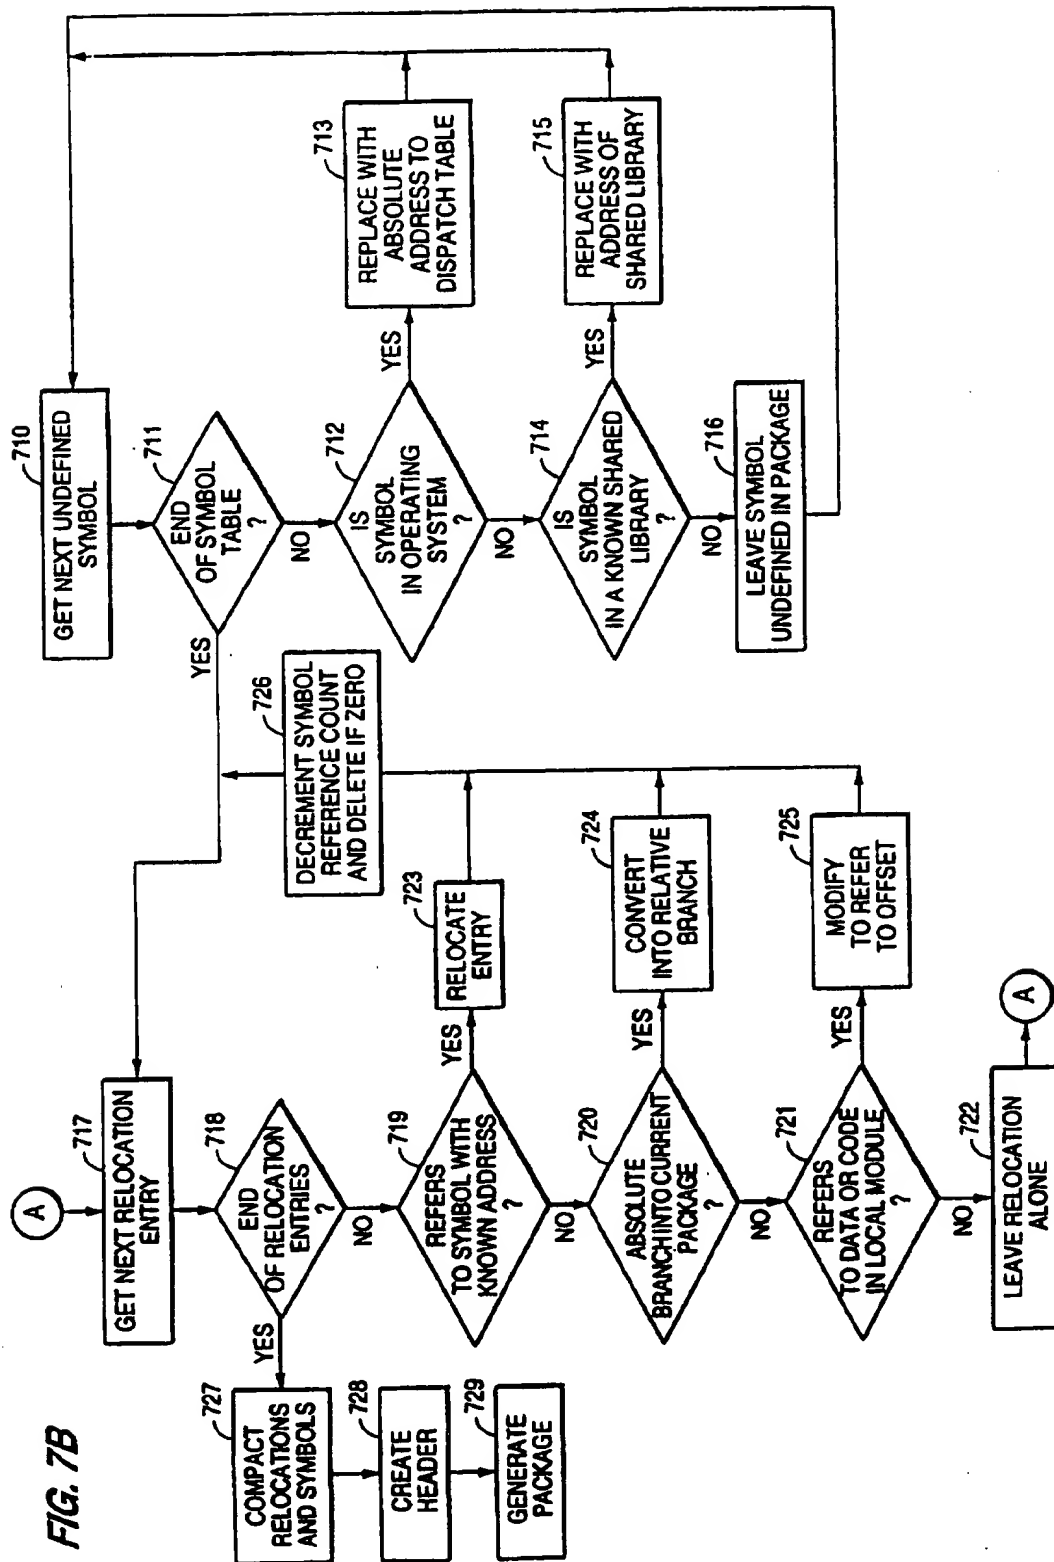 FIG. 7B
710
GET NEXT UNDEFINED
SYMBOL
711
END
OF SYMBOL
TABLE
?
YES
NO
712
IS
SYMBOL
IN OPERATING
SYSTEM
?
YES
NO
713
REPLACE WITH
ABSOLUTE
ADDRESS TO
DISPATCH TABLE
714
IS
SYMBOL
IN A KNOWN SHARED
LIBRARY
?
YES
NO
715
REPLACE WITH
ADDRESS OF
SHARED LIBRARY
716
LEAVE SYMBOL
UNDEFINED IN PACKAGE
A
717
GET NEXT RELOCATION
ENTRY
718
END
OF RELOCATION
ENTRIES
?
YES
NO
719
REFERS
TO SYMBOL WITH
KNOWN ADDRESS
?
YES
NO
723
RELOCATE
ENTRY
726
DECREMENT SYMBOL
REFERENCE COUNT
AND DELETE IF ZERO
720
ABSOLUTE
BRANCH INTO CURRENT
PACKAGE
?
YES
NO
724
CONVERT
INTO RELATIVE
BRANCH
721
REFERS
TO DATA OR CODE
IN LOCAL MODULE
?
YES
NO
725
MODIFY
TO REFER
TO OFFSET
722
LEAVE RELOCATION
ALONE
A
727
COMPACT
RELOCATIONS
AND SYMBOLS
728
CREATE
HEADER
729
GENERATE
PACKAGE